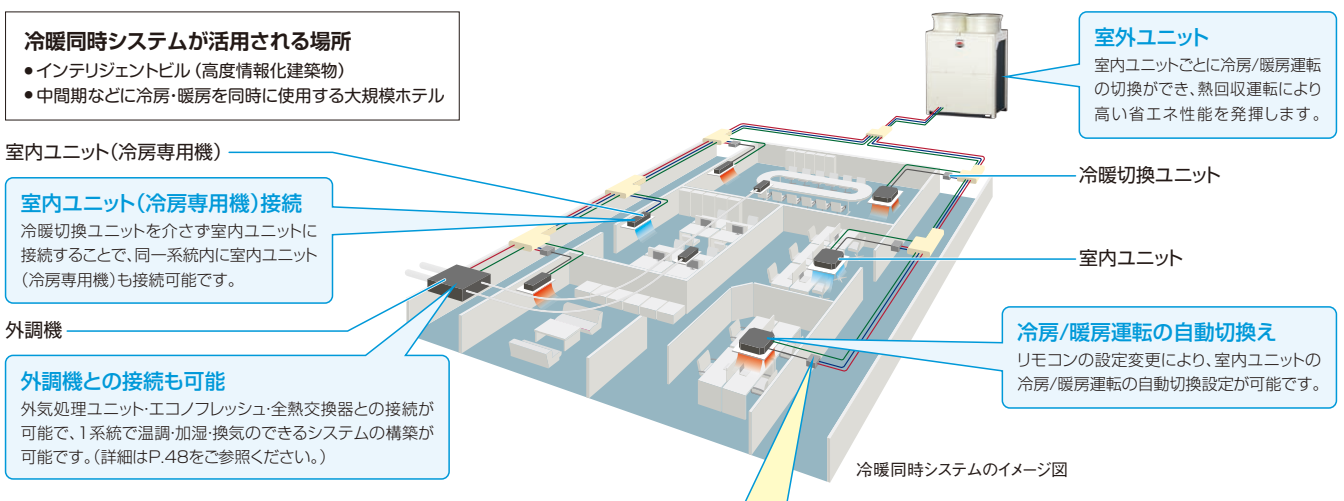 冷暖同時システムが活用される場所
●インテリジェントビル（高度情報化建築物）
●中間期などに冷房・暖房を同時に使用する大規模ホテル
室内ユニット（冷房専用機）
室内ユニット（冷房専用機）接続
冷暖切換ユニットを介さず室内ユニットに
接続することで、同一系統内に室内ユニット
（冷房専用機）も接続可能です。
外調機
外調機との接続も可能
外気処理ユニット・エコノフレッシュ・全熱交換器との接続が
可能で、1系統で温調・加湿・換気のできるシステムの構築が
可能です。（詳細はP.48をご参照ください。）
室外ユニット
室内ユニットごとに冷房/暖房運転
の切換ができ、熱回収運転により
高い省エネ性能を発揮します。
冷暖切換ユニット
室内ユニット
冷房/暖房運転の自動切換え
リモコンの設定変更により、室内ユニットの
冷房/暖房運転の自動切換設定が可能です。
冷暖同時システムのイメージ図